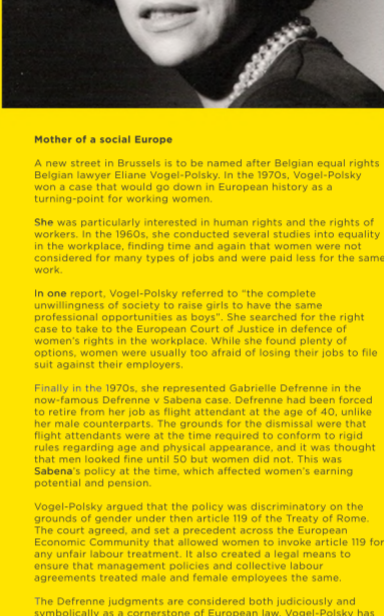 Mother of a social Europe
A new street in Brussels is to be named after Belgian equal rights
Belgian lawyer Eliane Vogel-Polsky. In the 1970s, Vogel-Polsky
won a case that would go down in European history as a
turning-point for working women.
She was particularly interested in human rights and the rights of
workers. In the 1960s, she conducted several studies into equality
in the workplace, finding time and again that women were not
considered for many types of jobs and were paid less for the same
work.
In one report, Vogel-Polsky referred to “the complete
unwillingness of society to raise girls to have the same
professional opportunities as boys”. She searched for the right
case to take to the European Court of Justice in defence of
women’s rights in the workplace. While she found plenty of
options, women were usually too afraid of losing their jobs to file
suit against their employers.
Finally in the 1970s, she represented Gabrielle Defrenne in the
now-famous Defrenne v Sabena case. Defrenne had been forced
to retire from her job as flight attendant at the age of 40, unlike
her male counterparts. The grounds for the dismissal were that
flight attendants were at the time required to conform to rigid
rules regarding age and physical appearance, and it was thought
that men looked fine until 50 but women did not. This was
Sabena’s policy at the time, which affected women’s earning
potential and pension.
Vogel-Polsky argued that the policy was discriminatory on the
grounds of gender under then article 119 of the Treaty of Rome.
The court agreed, and set a precedent across the European
Economic Community that allowed women to invoke article 119 for
any unfair labour treatment. It also created a legal means to
ensure that management policies and collective labour
agreements treated male and female employees the same.
The Defrenne judgments are considered both judiciously and
symbolically as a cornerstone of European law. Vogel-Polsky has